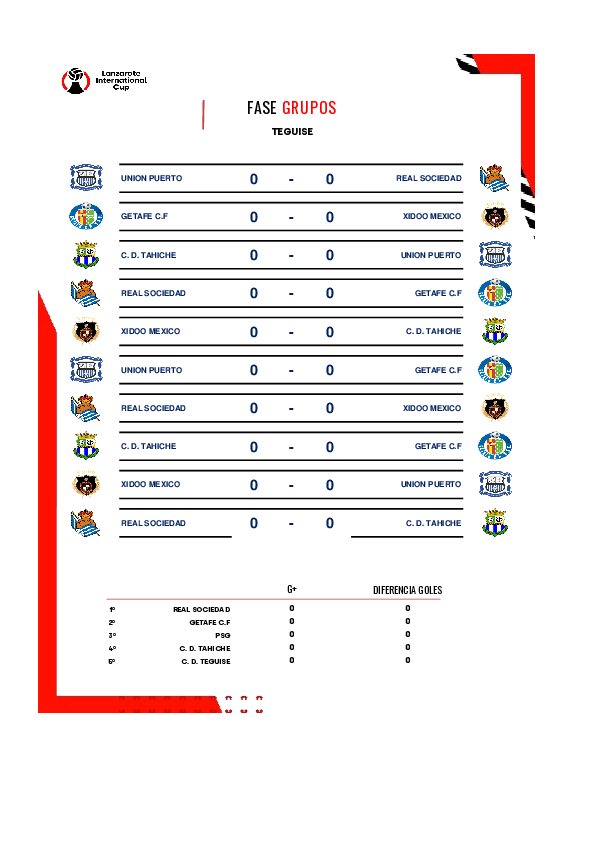 Lanzarote
International
Cup
FASE GRUPOS
TEGUISE
UNION PUERTO 0 - 0 REAL SOCIEDAD
GETAFE C.F 0 - 0 XIDOO MEXICO
C. D. TAHICHE 0 - 0 UNION PUERTO
REAL SOCIEDAD 0 - 0 GETAFE C.F
XIDOO MEXICO 0 - 0 C. D. TAHICHE
UNION PUERTO 0 - 0 GETAFE C.F
REAL SOCIEDAD 0 - 0 XIDOO MEXICO
C. D. TAHICHE 0 - 0 GETAFE C.F
XIDOO MEXICO 0 - 0 UNION PUERTO
REAL SOCIEDAD 0 - 0 C. D. TAHICHE
G+ DIFERENCIA GOLES
1º REAL SOCIEDAD 0 0
2º GETAFE C.F 0 0
3º PSG 0 0
4º C. D. TAHICHE 0 0
5º C. D. TEGUISE 0 0